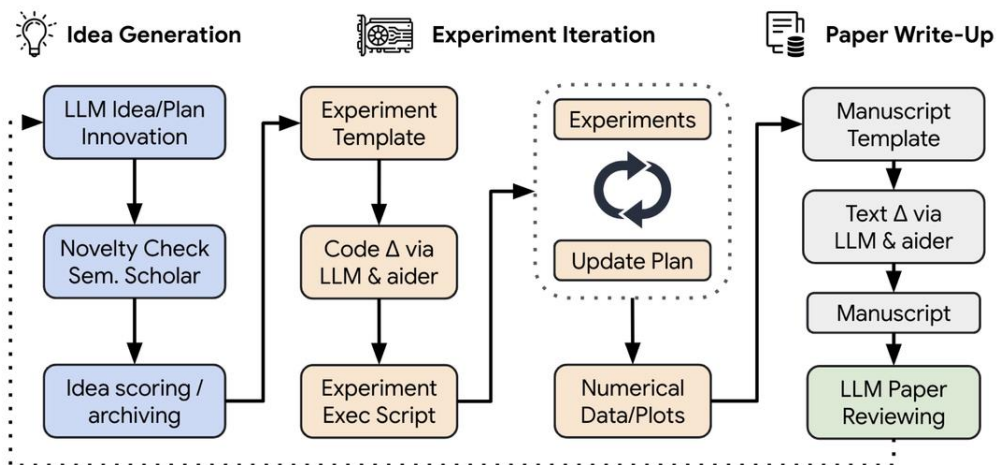 Idea Generation
Experiment Iteration
Paper Write-Up
LLM Idea/Plan
Innovation
Novelty Check
Sem. Scholar
Idea scoring /
archiving
Experiment
Template
Code Δ via
LLM & aider
Experiment
Exec Script
Experiments
Update Plan
Numerical
Data/Plots
Manuscript
Template
Text Δ via
LLM & aider
Manuscript
LLM Paper
Reviewing